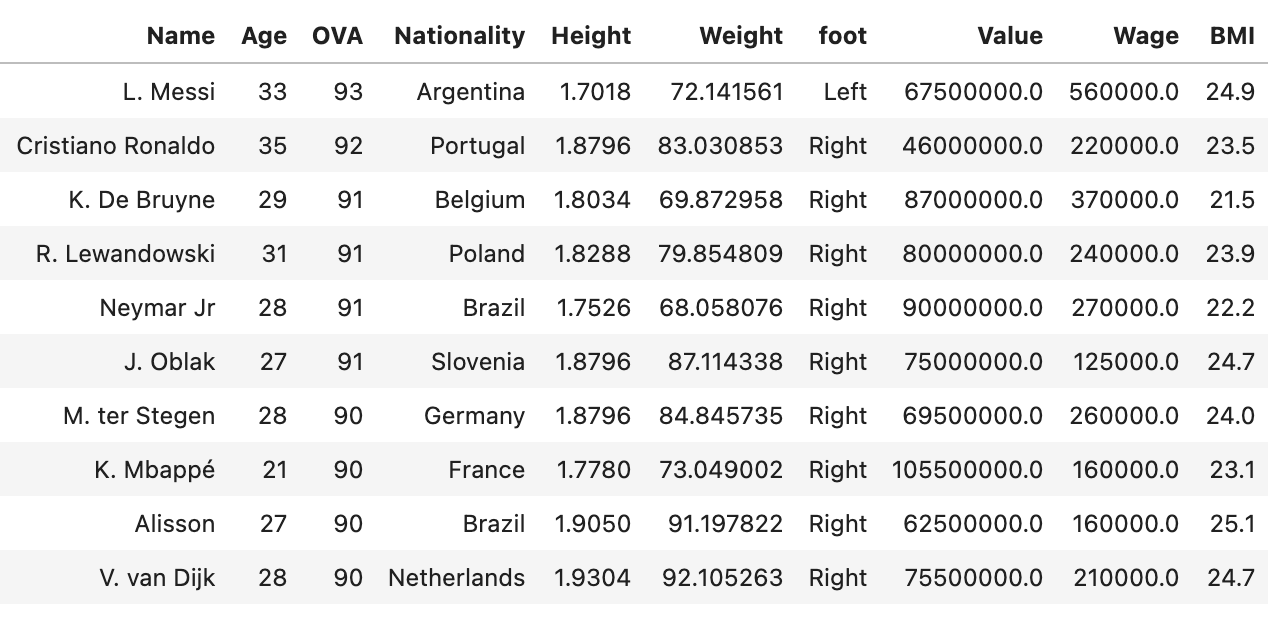 Name Age OVA Nationality Height Weight foot Value Wage BMI
L. Messi 33 93 Argentina 1.7018 72.141561 Left 67500000.0 560000.0 24.9
Cristiano Ronaldo 35 92 Portugal 1.8796 83.030853 Right 46000000.0 220000.0 23.5
K. De Bruyne 29 91 Belgium 1.8034 69.872958 Right 87000000.0 370000.0 21.5
R. Lewandowski 31 91 Poland 1.8288 79.854809 Right 80000000.0 240000.0 23.9
Neymar Jr 28 91 Brazil 1.7526 68.058076 Right 90000000.0 270000.0 22.2
J. Oblak 27 91 Slovenia 1.8796 87.114338 Right 75000000.0 125000.0 24.7
M. ter Stegen 28 90 Germany 1.8796 84.845735 Right 69500000.0 260000.0 24.0
K. Mbappé 21 90 France 1.7780 73.049002 Right 105500000.0 160000.0 23.1
Alisson 27 90 Brazil 1.9050 91.197822 Right 62500000.0 160000.0 25.1
V. van Dijk 28 90 Netherlands 1.9304 92.105263 Right 75500000.0 210000.0 24.7